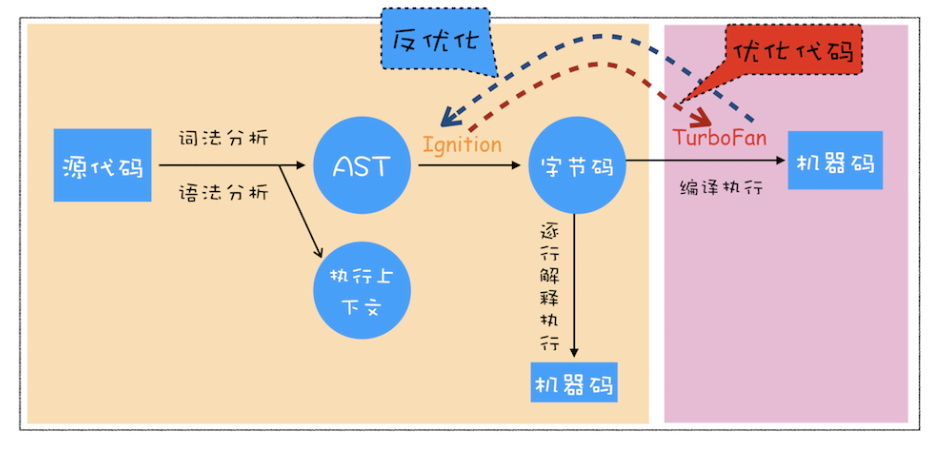 反优化
优化代码
源代码
词法分析
语法分析
AST
Ignition
字节码
TurboFan
编译执行
机器码
执行上
下文
逐
行
解
释
执
行
机器码